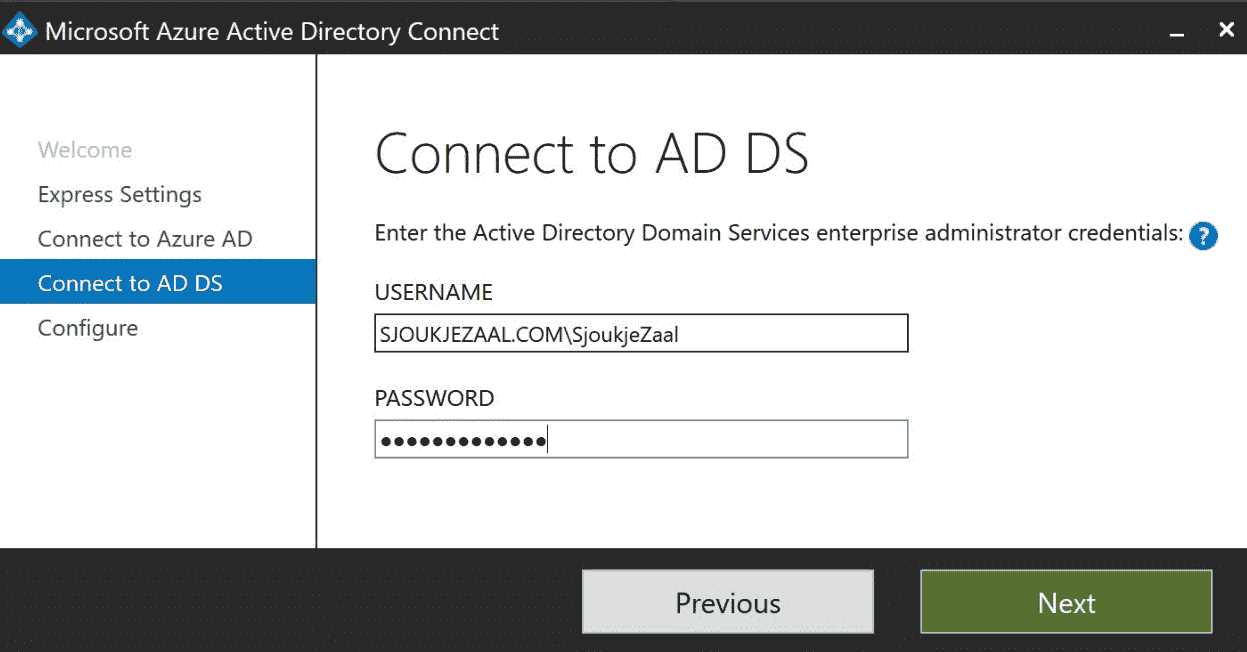 Microsoft Azure Active Directory Connect
Welcome
Express Settings
Connect to Azure AD
Connect to AD DS
Configure
Connect to AD DS
Enter the Active Directory Domain Services enterprise administrator credentials: ?
USERNAME
SJOUKJEZAAL.COM\SjoukjeZaal
PASSWORD
●●●●●●●●●●●●●
Previous
Next